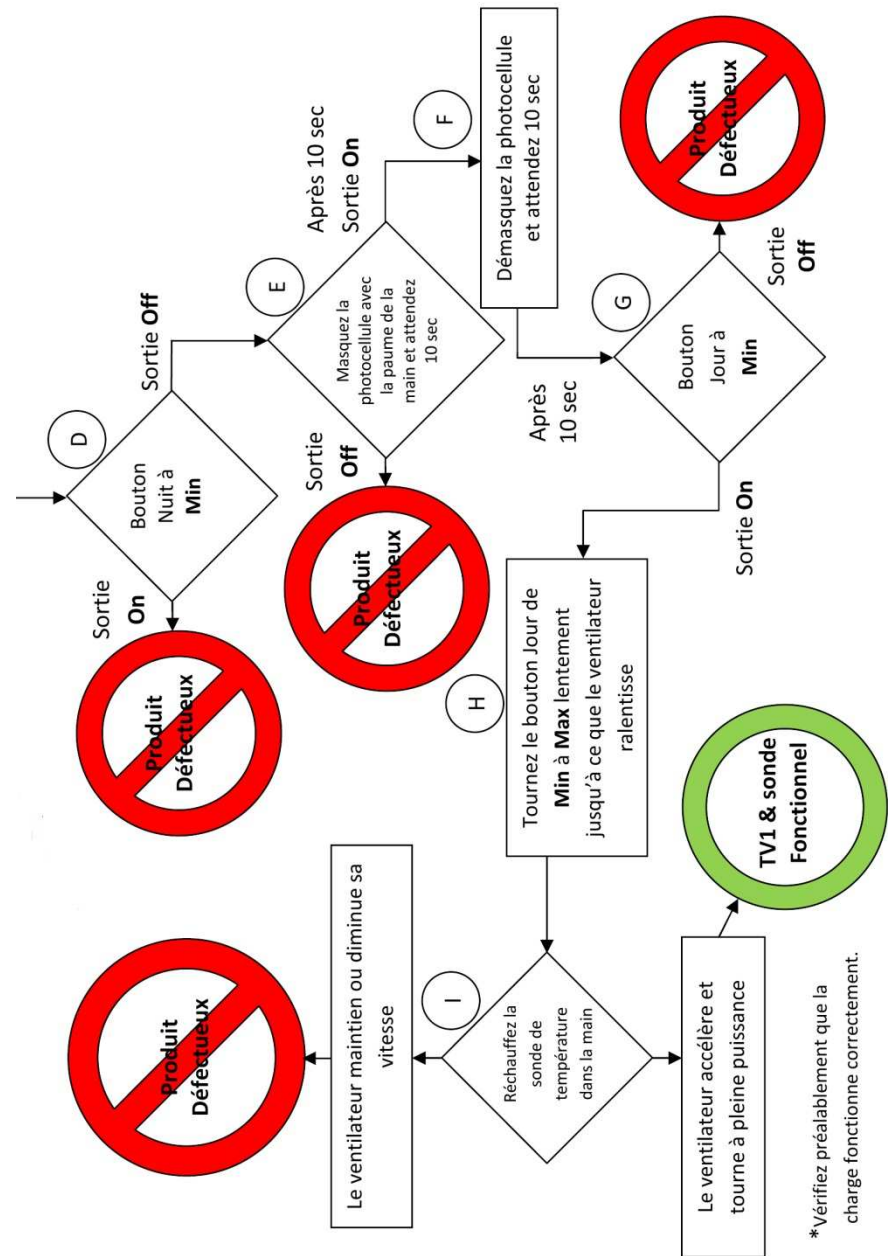 D
Bouton
Nuit à
Min
Sortie
On
Sortie Off
Produit
Défectueux
E
Masquez la
photocellule avec
la paume de la
main et attendez
10 sec
Sortie
Off
Produit
Défectueux
Après 10 sec
Sortie On
F
Démasquez la photocellule
et attendez 10 sec
Après
10 sec
G
Bouton
Jour à
Min
Sortie
Off
Produit
Défectueux
Sortie On
H
Tournez le bouton Jour de
Min à Max lentement
jusqu'à ce que le ventilateur
ralentisse
I
Réchauffez la
sonde de
température
dans la main
Le ventilateur maintien ou diminue sa
vitesse
Produit
Défectueux
Le ventilateur accélère et
tourne à pleine puissance
TV1 & sonde
Fonctionnel
*Vérifiez préalablement que la
charge fonctionne correctement.